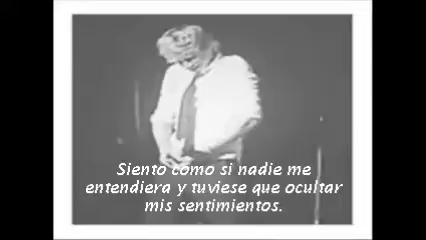 Siento como si nadie me
entendiera y tuviese que ocultar
mis sentimientos.